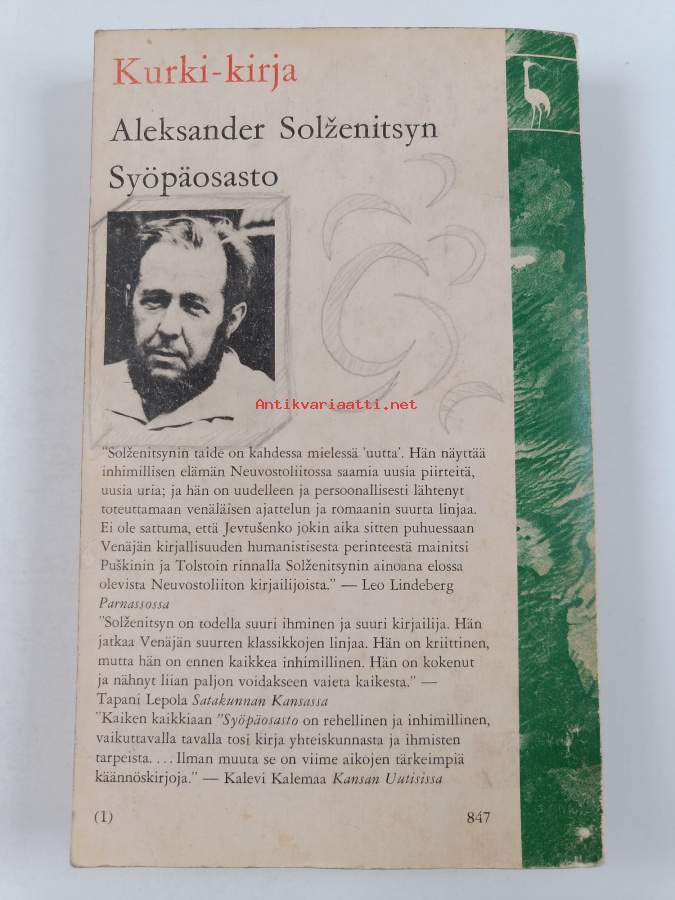 Kurki-kirja
Aleksander Solženitsyn
Syöpäosasto
Antikvariaatti.net
"Solženitsynin taide on kahdessa mielessä 'uutta'. Hän näyttää
inhimillisen elämän Neuvostoliitossa saamia uusia piirteitä,
uusia uria; ja hän on uudelleen ja persoonallisesti lähtenyt
toteuttamaan venäläisen ajattelun ja romaanin suurta linjaa.
Ei ole sattuma, että Jevtušenko jokin aika sitten puhuessaan
Venäjän kirjallisuuden humanistisesta perinteestä mainitsi
Puškinin ja Tolstoin rinnalla Solženitsynin ainoana elossa
olevista Neuvostoliiton kirjailijoista." — Leo Lindeberg
Parnassossa
"Solženitsyn on todella suuri ihminen ja suuri kirjailija. Hän
jatkaa Venäjän suurten klassikkojen linjaa. Hän on kriittinen,
mutta hän on ennen kaikkea inhimillinen. Hän on kokenut
ja nähnyt liian paljon voidakseen vaieta kaikesta." —
Tapani Lepola Satakunnan Kansassa
"Kaiken kaikkiaan "Syöpäosasto on rehellinen ja inhimillinen,
vaikuttavalla tavalla tosi kirja yhteiskunnasta ja ihmisten
tarpeista. . . . Ilman muuta se on viime aikojen tärkeimpiä
käännöskirjoja." — Kalevi Kalemaa Kansan Uutisissa
(1) 847